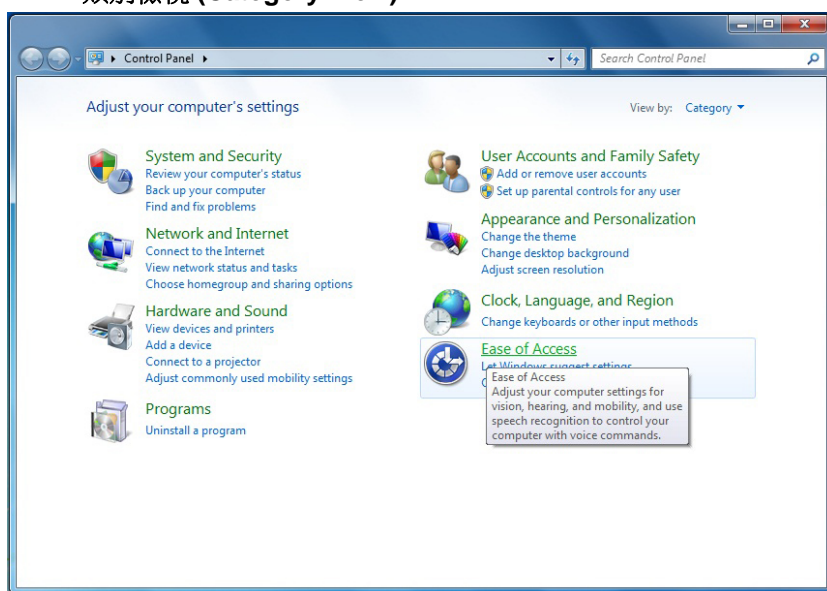 (Category View)
Control Panel
Search Control Panel
Adjust your computer's settings
View by: Category
System and Security
Review your computer's status
Back up your computer
Find and fix problems
Network and Internet
Connect to the Internet
View network status and tasks
Choose homegroup and sharing options
Hardware and Sound
View devices and printers
Add a device
Connect to a projector
Adjust commonly used mobility settings
Programs
Uninstall a program
User Accounts and Family Safety
Add or remove user accounts
Set up parental controls for any user
Appearance and Personalization
Change the theme
Change desktop background
Adjust screen resolution
Clock, Language, and Region
Change keyboards or other input methods
Ease of Access
Let Windows suggest settings
Ease of Access
Adjust your computer settings for
vision, hearing, and mobility, and use
speech recognition to control your
computer with voice commands.